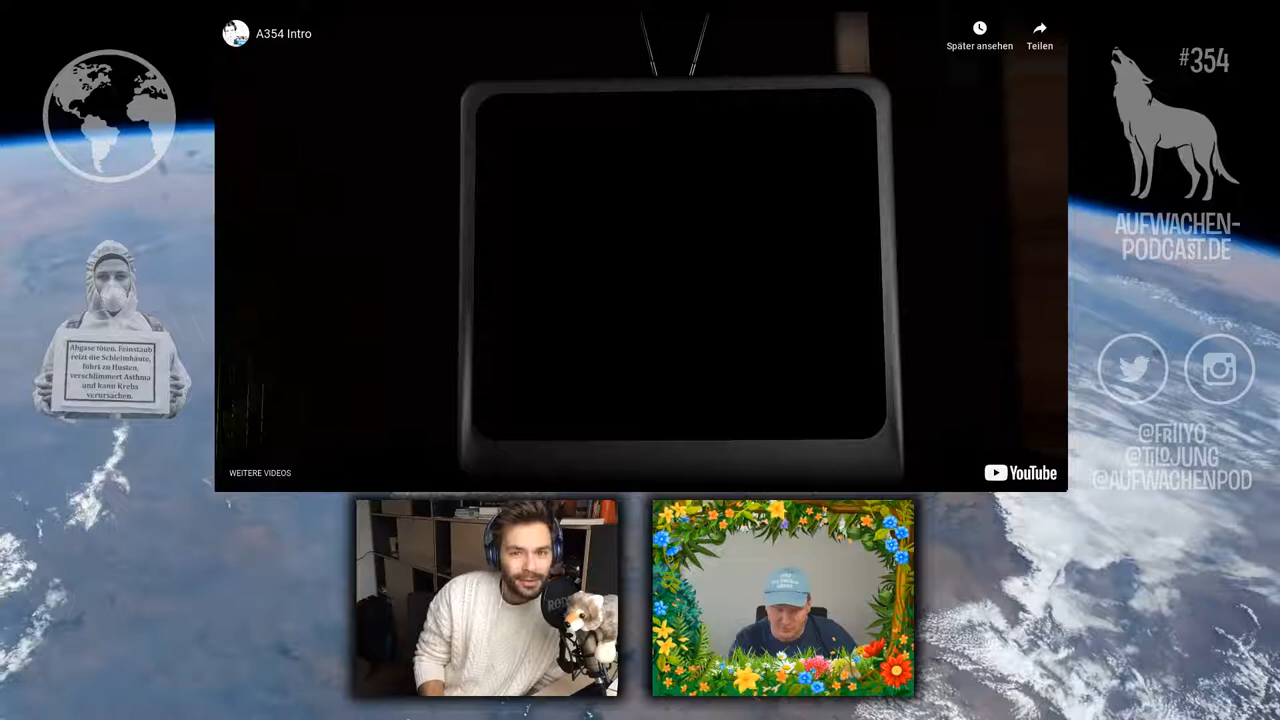 A354 Intro
Später ansehen
Teilen
#354
AUFWACHEN-
PODCAST.DE
Abgase töten. Feinstaub
reizt die Schleimhäute,
führt zu Husten,
verschlimmert Asthma
und kann Krebs
verursachen.
@FRIIYO
@TILOJUNG
@AUFWACHENPOD
WEITERE VIDEOS
YouTube
RØDE